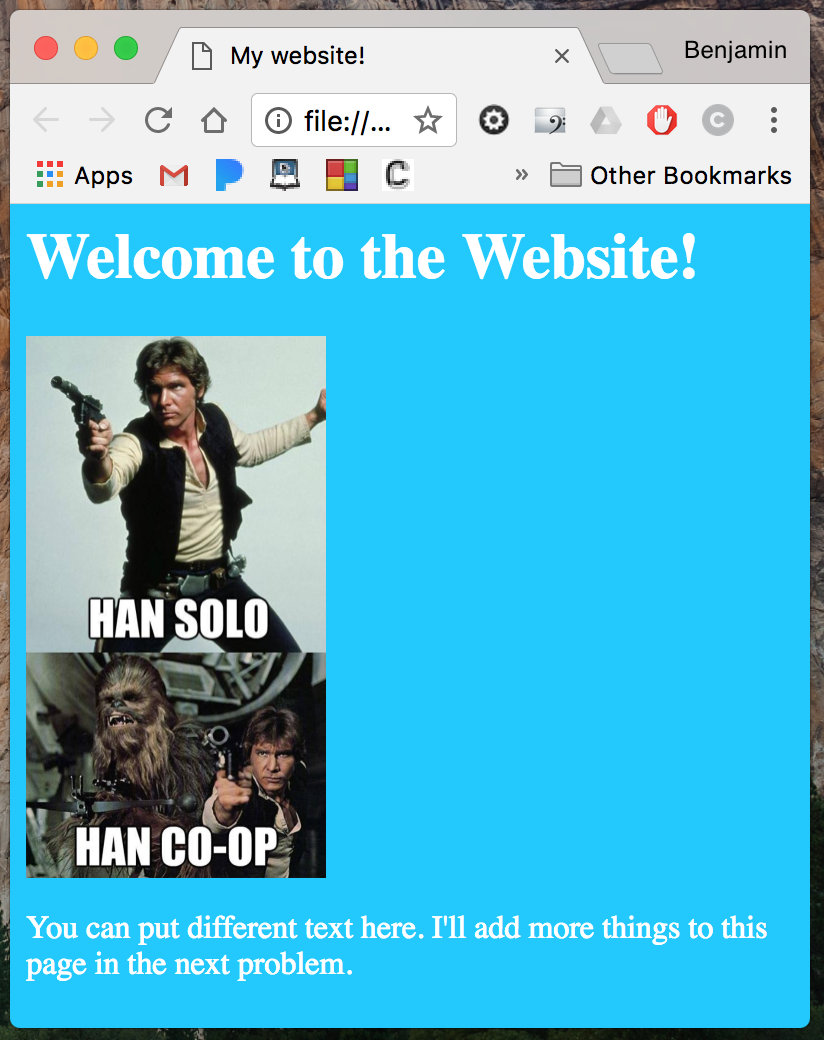 My website!
Benjamin
file://...
C
Apps
C
» Other Bookmarks
Welcome to the Website!
HAN SOLO
HAN CO-OP
You can put different text here. I'll add more things to this
page in the next problem.